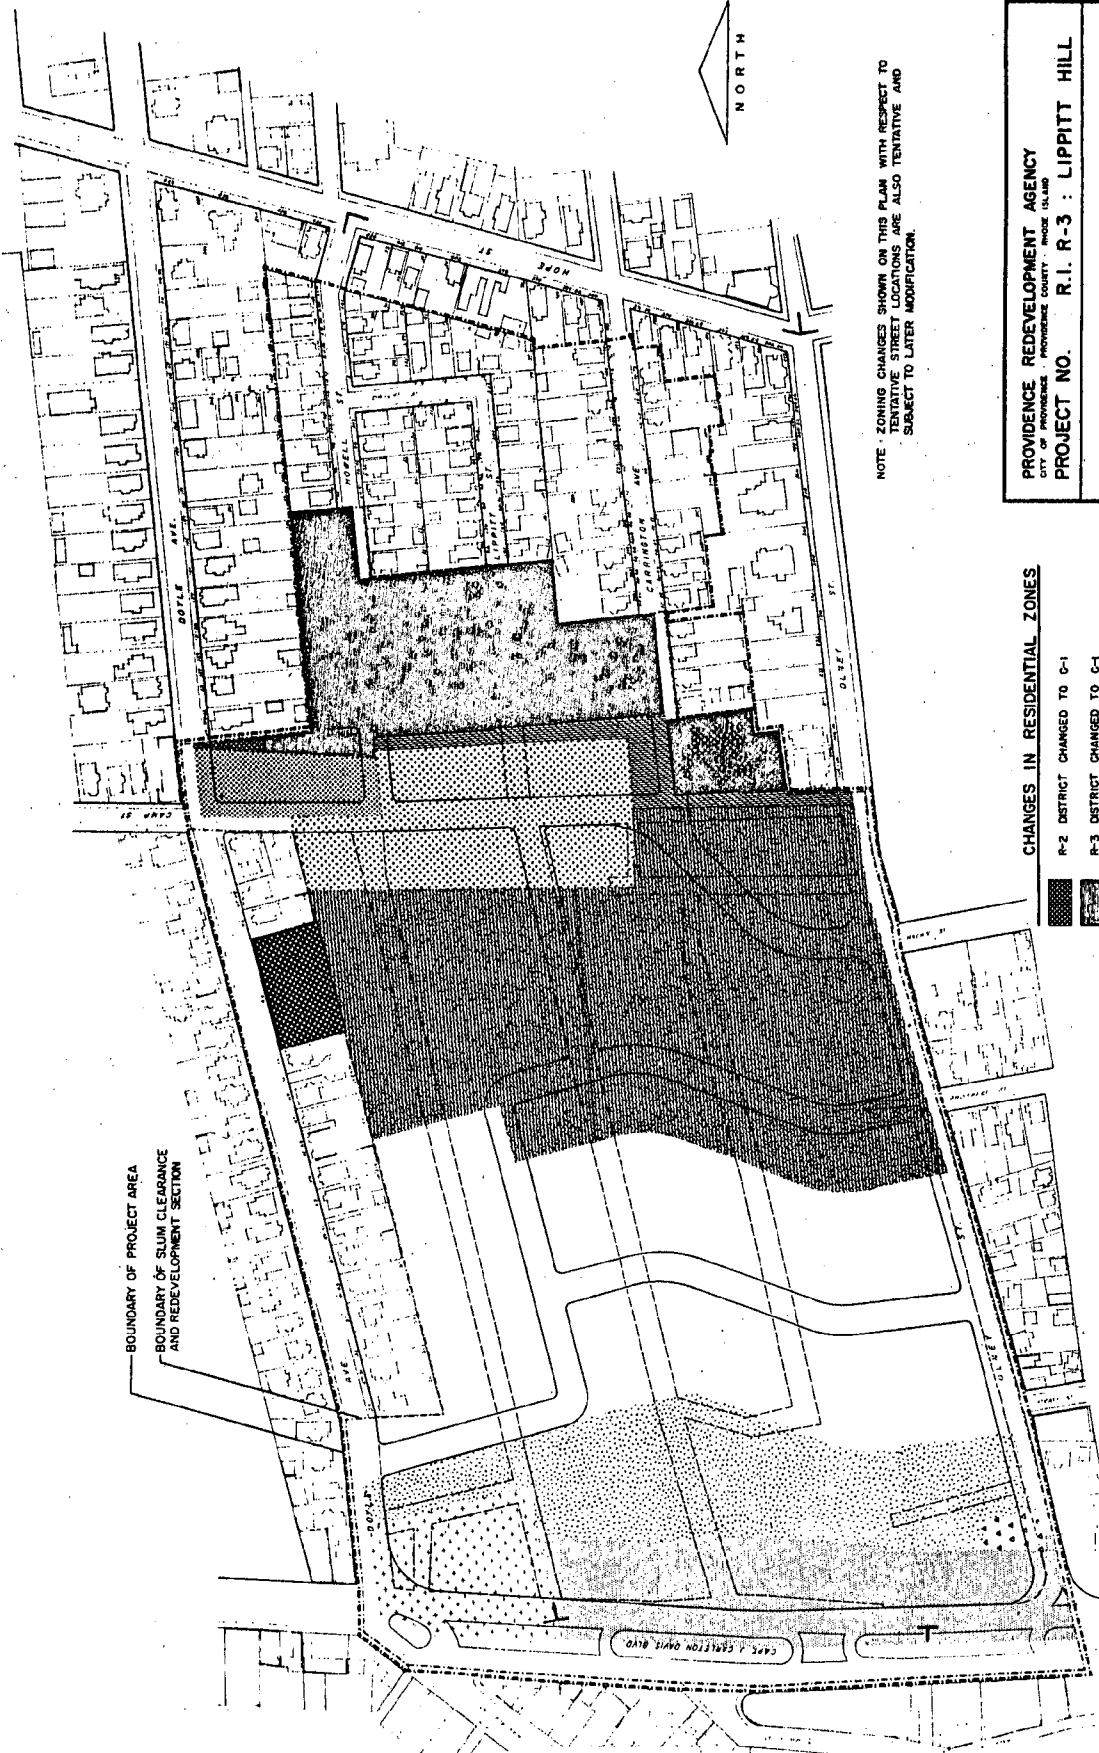 BOUNDARY OF PROJECT AREA
BOUNDARY OF SLUM CLEARANCE
AND REDEVELOPMENT SECTION
DOYLE
AVE.
DOYLE AVE.
CAMP ST.
HOWELL ST.
LIPPITT ST.
CARRINGTON AVE
HOPE ST.
OLNEY ST.
OLNEY
ST.
CAPT. J. CARLETON DAVIS BLVD.
NORTH
NOTE - ZONING CHANGES SHOWN ON THIS PLAN WITH RESPECT TO
TENTATIVE STREET LOCATIONS ARE ALSO TENTATIVE AND
SUBJECT TO LATER MODIFICATION.
CHANGES IN RESIDENTIAL ZONES
R-2 DISTRICT CHANGED TO C-1
R-3 DISTRICT CHANGED TO C-1
PROVIDENCE REDEVELOPMENT AGENCY
CITY OF PROVIDENCE PROVIDENCE COUNTY RHODE ISLAND
PROJECT NO. R.I. R-3 : LIPPITT HILL